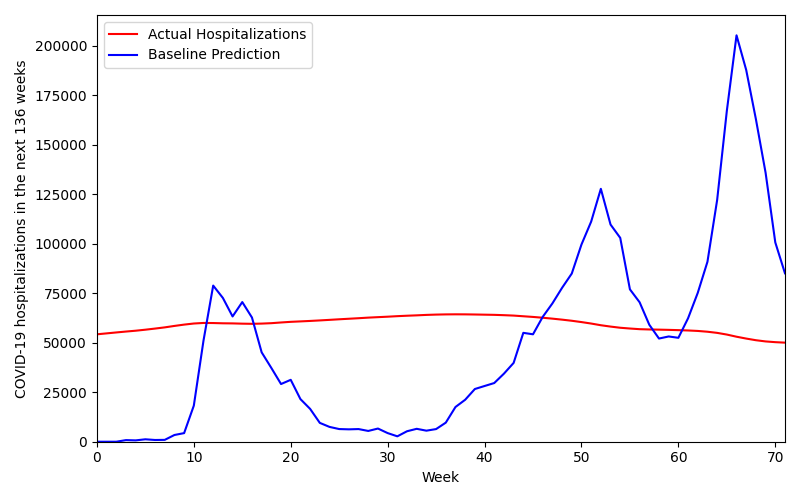 Actual Hospitalizations
Baseline Prediction
COVID-19 hospitalizations in the next 136 weeks
200000
175000
150000
125000
100000
75000
50000
25000
0
0 10 20 30 40 50 60 70
Week